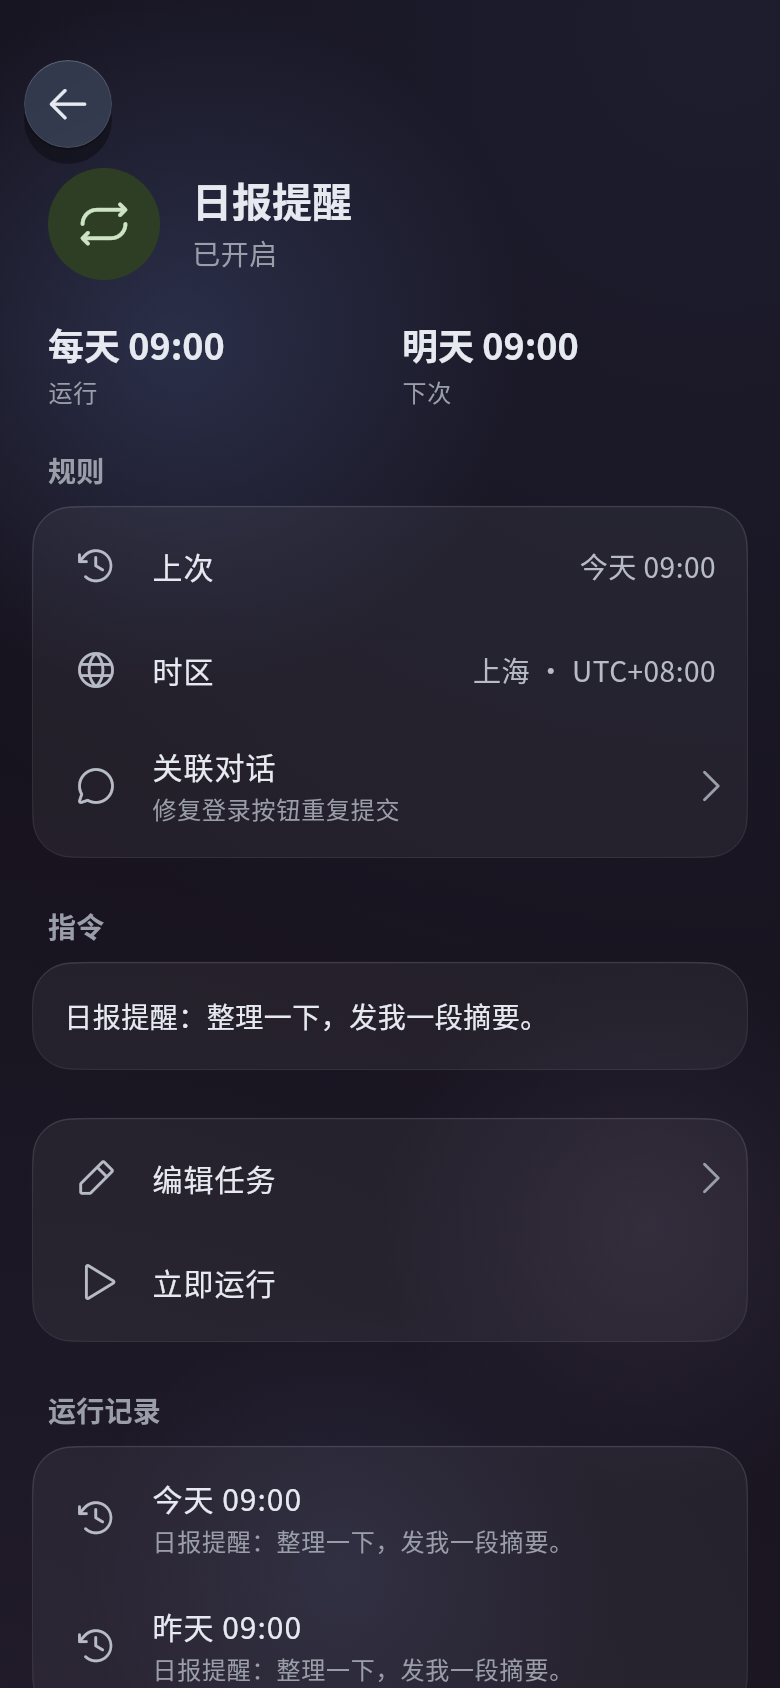 日报提醒
已开启
每天 09:00
运行
明天 09:00
下次
规则
上次
今天 09:00
时区
上海 · UTC+08:00
关联对话
修复登录按钮重复提交
指令
日报提醒：整理一下，发我一段摘要。
编辑任务
立即运行
运行记录
今天 09:00
日报提醒：整理一下，发我一段摘要。
昨天 09:00
日报提醒：整理一下，发我一段摘要。